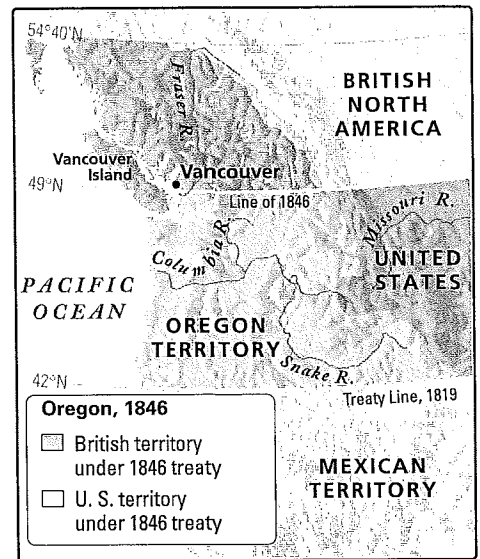 54°40'N
Fraser R.
BRITISH
NORTH
AMERICA
Vancouver
Island
Vancouver
49°N
Line of 1846
Missouri R.
Columbia R.
UNITED
STATES
PACIFIC
OCEAN
OREGON
TERRITORY
Snake R.
42°N
Treaty Line, 1819
Oregon, 1846
British territory
under 1846 treaty
U. S. territory
under 1846 treaty
MEXICAN
TERRITORY